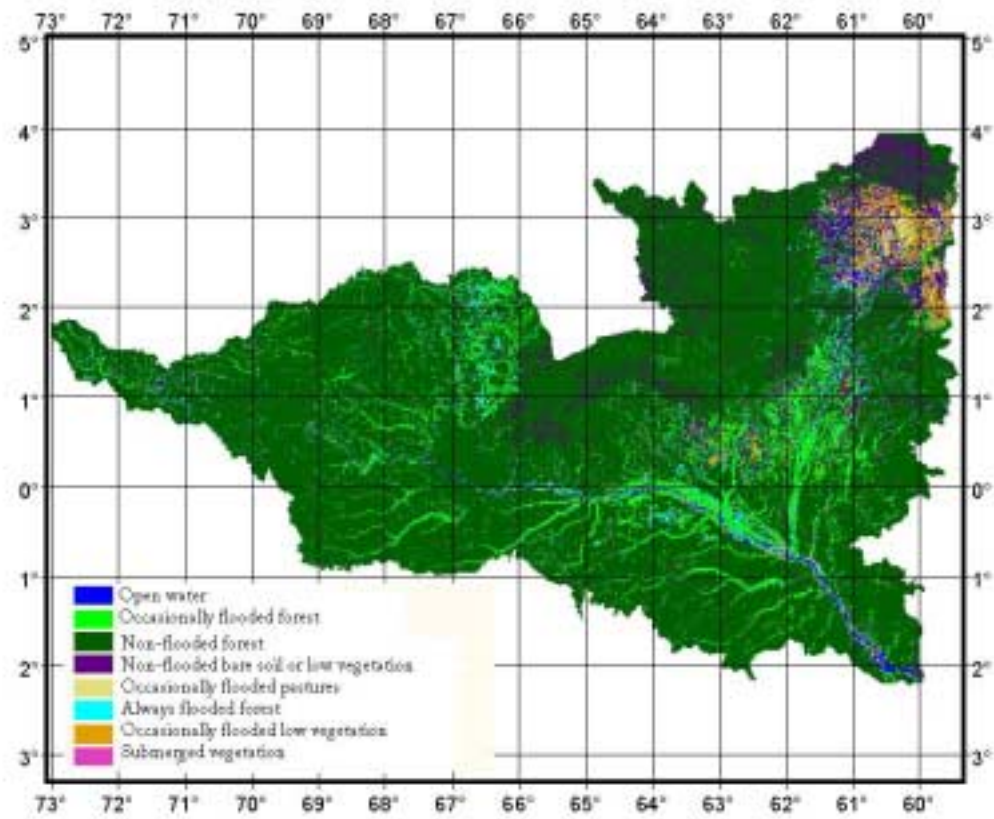 73° 72° 71° 70° 69° 68° 67° 66° 65° 64° 63° 62° 61° 60°
5° 5°
4° 4°
3° 3°
2° 2°
1° 1°
0° 0°
1° 1°
Open water
Occasionally flooded forest
Non-flooded forest
Non-flooded bare soil or low vegetation
2° 2°
Occasionally flooded pastures
Always flooded forest
Occasionally flooded low vegetation
Submerged vegetation
3° 3°
73° 72° 71° 70° 69° 68° 67° 66° 65° 64° 63° 62° 61° 60°